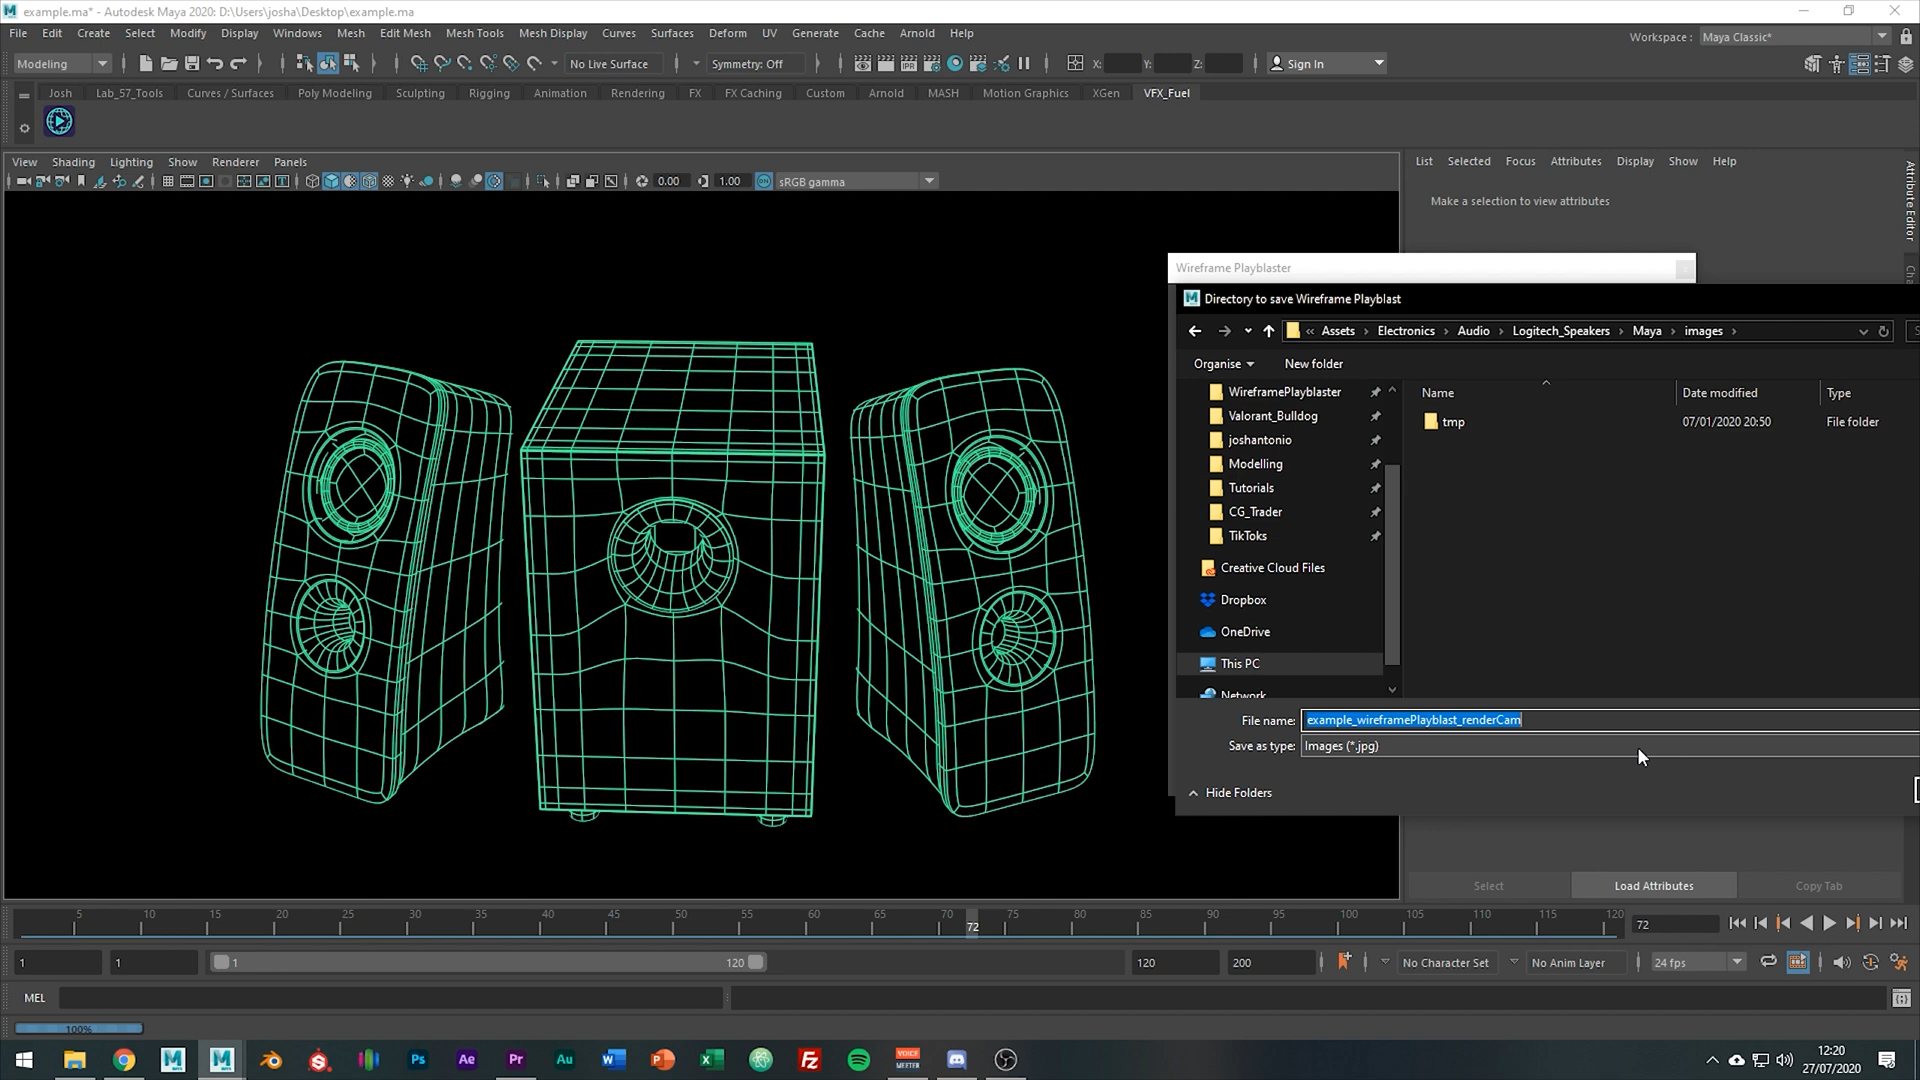 example.ma* - Autodesk Maya 2020: D:\Users\josha\Desktop\example.ma
File Edit Create Select Modify Display Windows Mesh Edit Mesh Mesh Tools Mesh Display Curves Surfaces Deform UV Generate Cache Arnold Help
Workspace : Maya Classic*
Modeling No Live Surface Symmetry: Off X: Y: Z: Sign In
Josh Lab_57_Tools Curves / Surfaces Poly Modeling Sculpting Rigging Animation Rendering FX FX Caching Custom Arnold MASH Motion Graphics XGen VFX_Fuel
View Shading Lighting Show Renderer Panels
0.00 1.00 ON sRGB gamma
List Selected Focus Attributes Display Show Help
Make a selection to view attributes
Attribute Editor
Wireframe Playblaster
Directory to save Wireframe Playblast
« Assets › Electronics › Audio › Logitech_Speakers › Maya › images ›
Organise New folder
Name Date modified Type
tmp 07/01/2020 20:50 File folder
WireframePlayblaster
Valorant_Bulldog
joshantonio
Modelling
Tutorials
CG_Trader
TikToks
Creative Cloud Files
Dropbox
OneDrive
This PC
Network
File name: example_wireframePlayblast_renderCam
Save as type: Images (*.jpg)
Hide Folders
Select Load Attributes Copy Tab
5 10 15 20 25 30 35 40 45 50 55 60 65 70 75 80 85 90 95 100 105 110 115 120
72 72
1 1 1 120 120 200 No Character Set No Anim Layer 24 fps
MEL
100%
Ps Ae Pr Au VOICE MEETER
12:20
27/07/2020